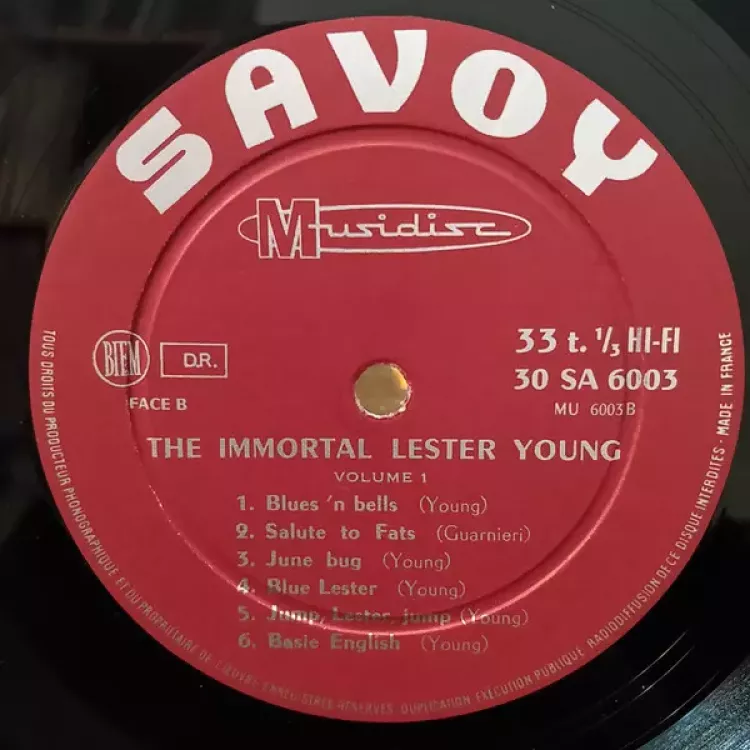 SAVOY
Musidisc
BIEM
D.R.
33 t. 1/3 HI-FI
30 SA 6003
FACE B
MU 6003 B
THE IMMORTAL LESTER YOUNG
VOLUME 1
1. Blues 'n bells (Young)
2. Salute to Fats (Guarnieri)
3. June bug (Young)
4. Blue Lester (Young)
5. Jump, Lester, jump (Young)
6. Basie English (Young)
TOUS DROITS DU PRODUCTEUR PHONOGRAPHIQUE ET DU PROPRIETAIRE DE L'ŒUVRE ENREGISTREE RESERVES. DUPLICATION EXECUTION PUBLIQUE RADIODIFFUSION DE CE DISQUE INTERDITES - MADE IN FRANCE